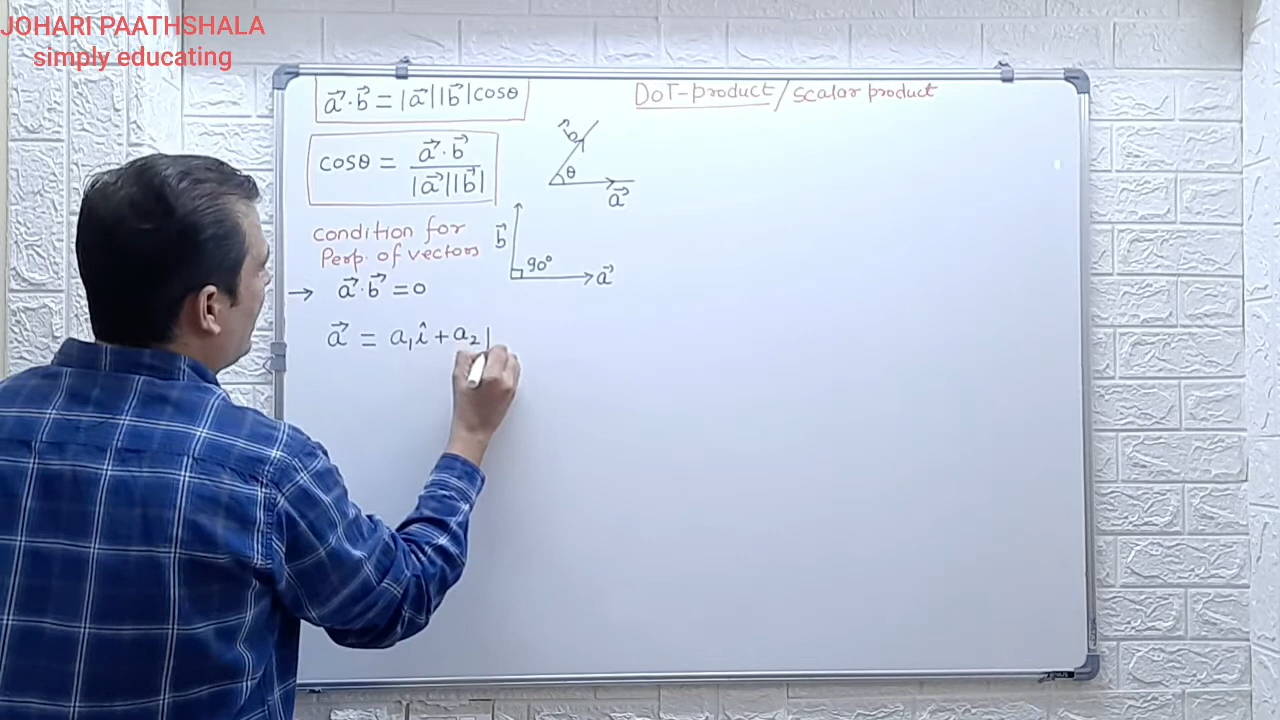 JOHARI PAATHSHALA
simply educating
DOT-product / scalar product
a⃗·b⃗ = |a⃗||b⃗|cosθ
cosθ = a⃗·b⃗ / |a⃗||b⃗|
b⃗
θ
a⃗
condition for
Perp. of vectors
b⃗
90°
a⃗
→ a⃗·b⃗ = 0
a⃗ = a₁î + a₂